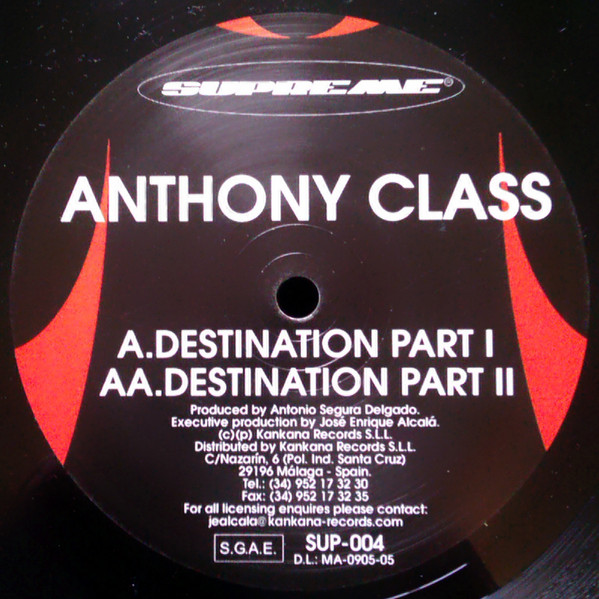 SUPREME®
ANTHONY CLASS
A.DESTINATION PART I
AA.DESTINATION PART II
Produced by Antonio Segura Delgado.
Executive production by José Enrique Alcalá.
(c)(p) Kankana Records S.L.L.
Distributed by Kankana Records S.L.L.
C/Nazarín, 6 (Pol. Ind. Santa Cruz)
29196 Málaga - Spain.
Tel.: (34) 952 17 32 30
Fax: (34) 952 17 32 35
For all licensing enquires please contact:
jealcala@kankana-records.com
S.G.A.E. SUP-004
D.L.: MA-0905-05